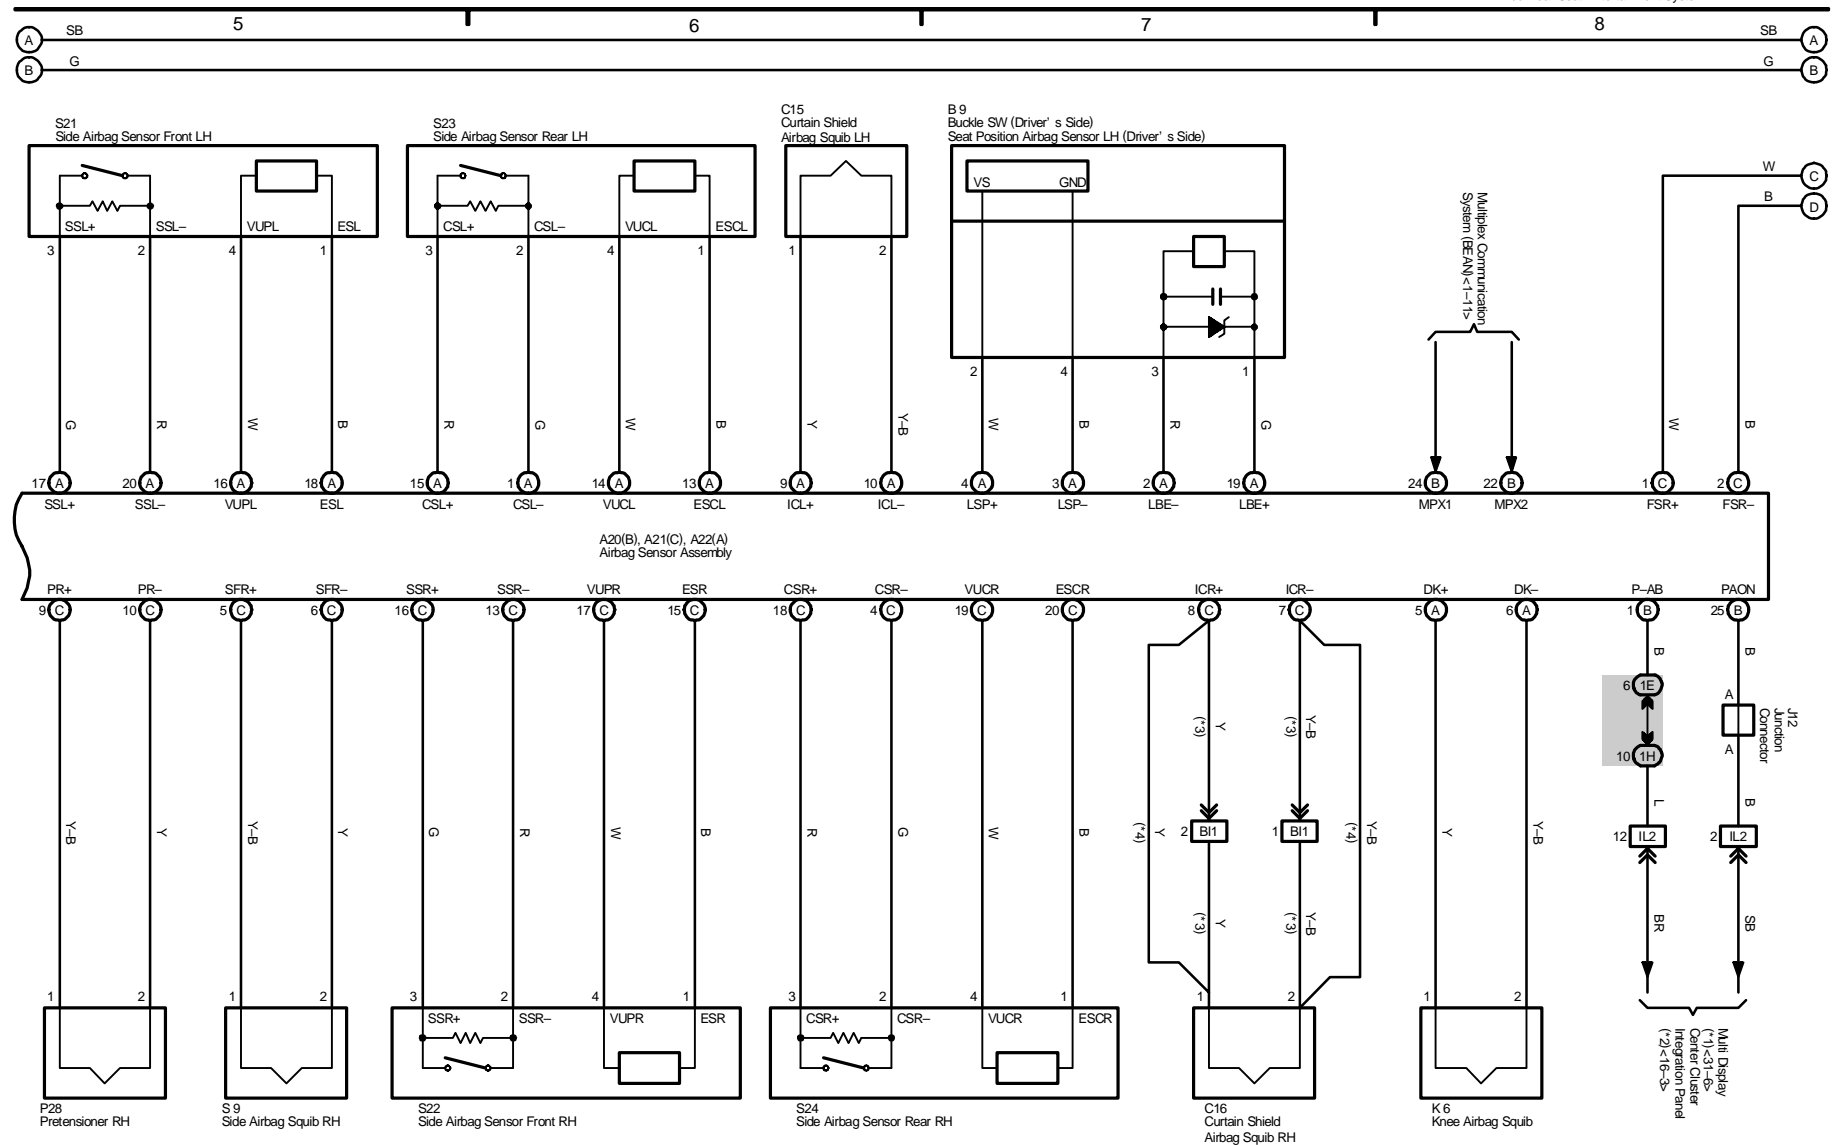 5 6 7 8
A SB SB A
B G G B
S21
Side Airbag Sensor Front LH
S23
Side Airbag Sensor Rear LH
C15
Curtain Shield
Airbag Squib LH
B 9
Buckle SW (Driver' s Side)
Seat Position Airbag Sensor LH (Driver' s Side)
W C
B D
VS GND
SSL+ SSL– VUPL ESL CSL+ CSL– VUCL ESCL
3 2 4 1 3 2 4 1 1 2
Multiplex Communication
System (BEAN)<1–11>
2 4 3 1
G R W B R G W B Y Y–B W B R G W B
17 A 20 A 16 A 18 A 15 A 1 A 14 A 13 A 9 A 10 A 4 A 3 A 2 A 19 A 24 B 22 B 1 C 2 C
SSL+ SSL– VUPL ESL CSL+ CSL– VUCL ESCL ICL+ ICL– LSP+ LSP– LBE– LBE+ MPX1 MPX2 FSR+ FSR–
A20(B), A21(C), A22(A)
Airbag Sensor Assembly
PR+ PR– SFR+ SFR– SSR+ SSR– VUPR ESR CSR+ CSR– VUCR ESCR ICR+ ICR– DK+ DK– P–AB PAON
9 C 10 C 5 C 6 C 16 C 13 C 17 C 15 C 18 C 4 C 19 C 20 C 8 C 7 C 5 A 6 A 1 B 25 B
B B
6 1E A
J12
Junction
Connector
Y (*3) Y–B (*3)
10 1H A
L B
Y–B Y Y–B Y G R W B R G W B Y (*4) 2 BI1 1 BI1 Y–B (*4) Y Y–B 12 IL2 2 IL2
Y (*3) Y–B (*3) BR SB
1 2 1 2 3 2 4 1 3 2 4 1 1 2 1 2
SSR+ SSR– VUPR ESR CSR+ CSR– VUCR ESCR
Multi Display
(*1)<31–6>
Center Cluster
Integration Panel
(*2)<16–3>
P28
Pretensioner RH
S 9
Side Airbag Squib RH
S22
Side Airbag Sensor Front RH
S24
Side Airbag Sensor Rear RH
C16
Curtain Shield
Airbag Squib RH
K 6
Knee Airbag Squib